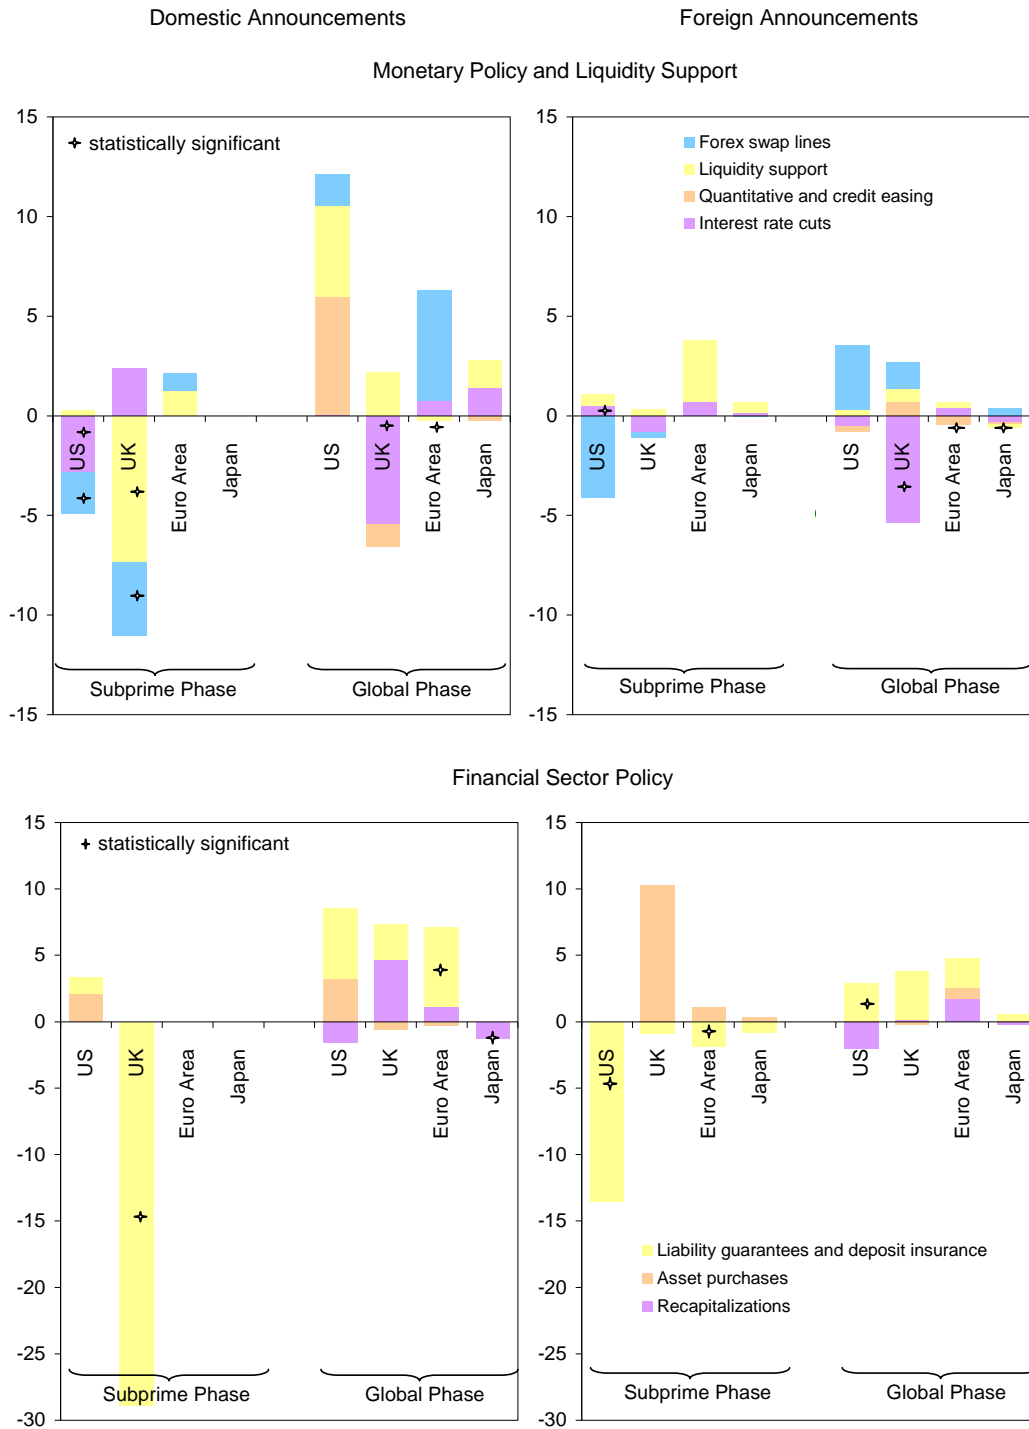 Domestic Announcements
Foreign Announcements
Monetary Policy and Liquidity Support
15
10
5
0
-5
-10
-15
statistically significant
US
UK
Euro Area
Japan
US
UK
Euro Area
Japan
Subprime Phase
Global Phase
15
10
5
0
-5
-10
-15
Forex swap lines
Liquidity support
Quantitative and credit easing
Interest rate cuts
US
UK
Euro Area
Japan
US
UK
Euro Area
Japan
Subprime Phase
Global Phase
Financial Sector Policy
15
10
5
0
-5
-10
-15
-20
-25
-30
statistically significant
US
UK
Euro Area
Japan
US
UK
Euro Area
Japan
Subprime Phase
Global Phase
15
10
5
0
-5
-10
-15
-20
-25
-30
US
UK
Euro Area
Japan
US
UK
Euro Area
Japan
Liability guarantees and deposit insurance
Asset purchases
Recapitalizations
Subprime Phase
Global Phase